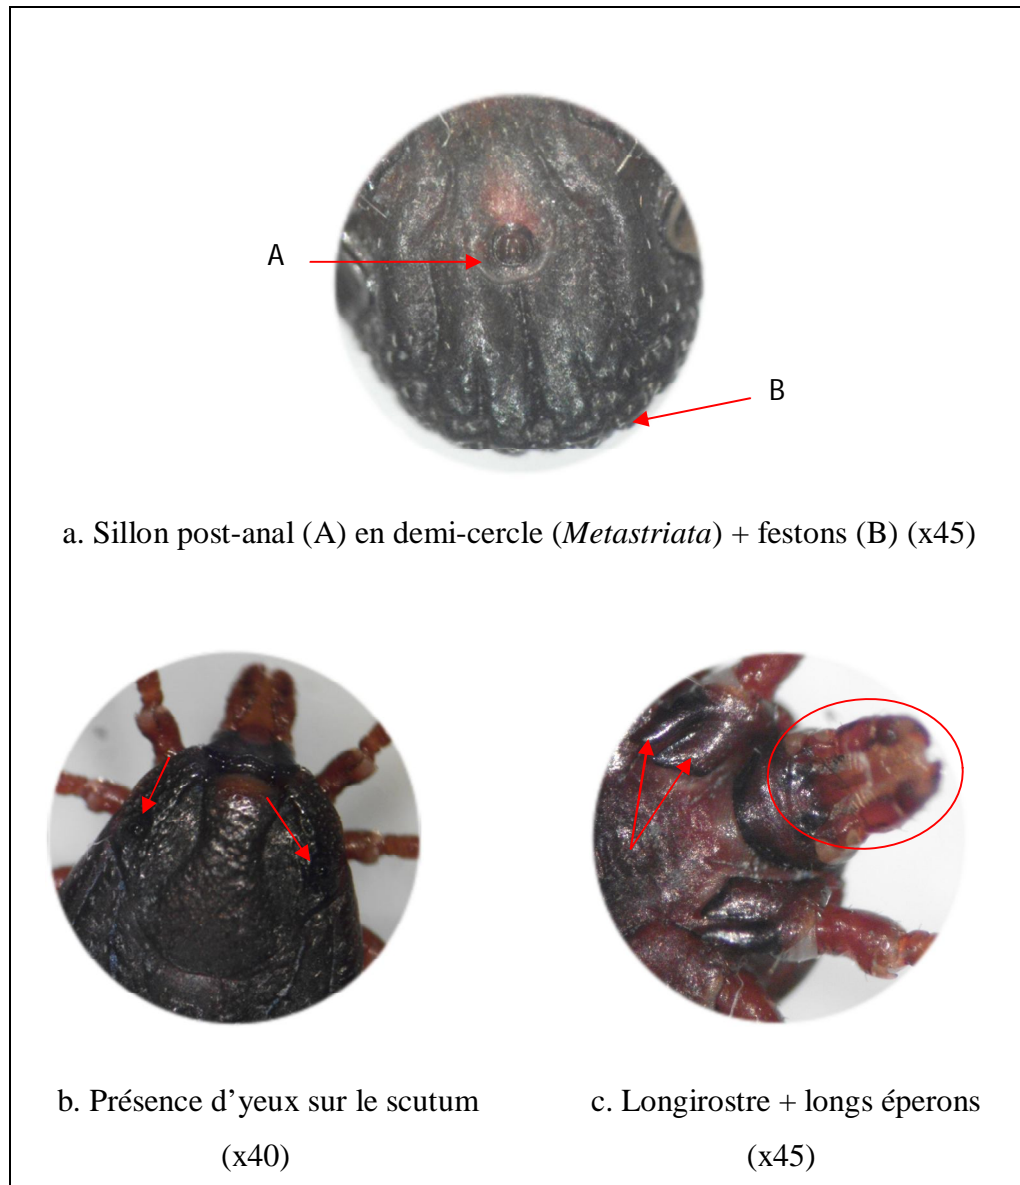 A
B
a. Sillon post-anal (A) en demi-cercle (Metastriata) + festons (B) (x45)
b. Présence d’yeux sur le scutum
(x40)
c. Longirostre + longs éperons
(x45)